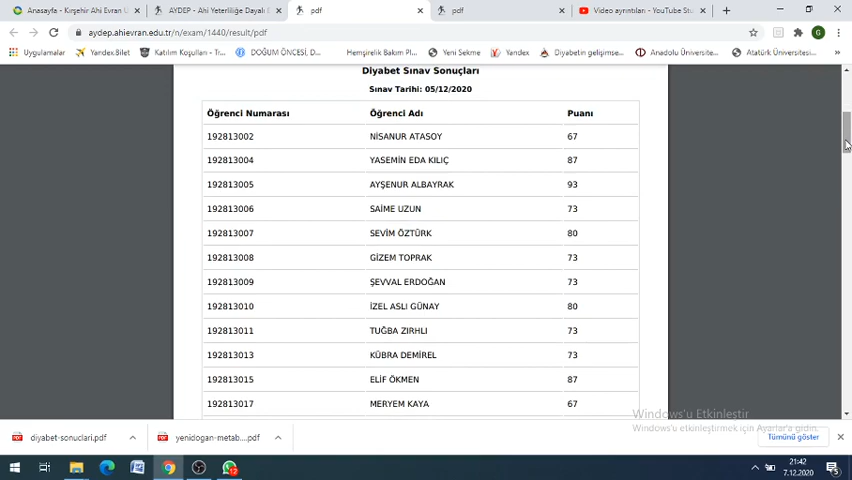 Anasayfa - Kırşehir Ahi Evran Ü
AYDEP - Ahi Yeterliliğe Dayalı
pdf
pdf
Video ayrıntıları - YouTube Stu
aydep.ahievran.edu.tr/n/exam/1440/result/pdf
Uygulamalar
Yandex.Bilet
Katılım Koşulları - Tr...
DOĞUM ÖNCESİ, D...
Hemşirelik Bakım Pl...
Yeni Sekme
Yandex
Diyabetin gelişimse...
Anadolu Üniversitesi...
Atatürk Üniversitesi...
Diyabet Sınav Sonuçları
Sınav Tarihi: 05/12/2020
Öğrenci Numarası Öğrenci Adı Puanı
192813002 NİSANUR ATASOY 67
192813004 YASEMİN EDA KILIÇ 87
192813005 AYŞENUR ALBAYRAK 93
192813006 SAİME UZUN 73
192813007 SEVİM ÖZTÜRK 80
192813008 GİZEM TOPRAK 73
192813009 ŞEVVAL ERDOĞAN 73
192813010 İZEL ASLI GÜNAY 80
192813011 TUĞBA ZIRHLI 73
192813013 KÜBRA DEMİREL 73
192813015 ELİF ÖKMEN 87
192813017 MERYEM KAYA 67
Windows'u Etkinleştir
Windows'u etkinleştirmek için Ayarlar'a gidin.
diyabet-sonuclari.pdf
yenidogan-metab....pdf
Tümünü göster
12
21:42
7.12.2020
5